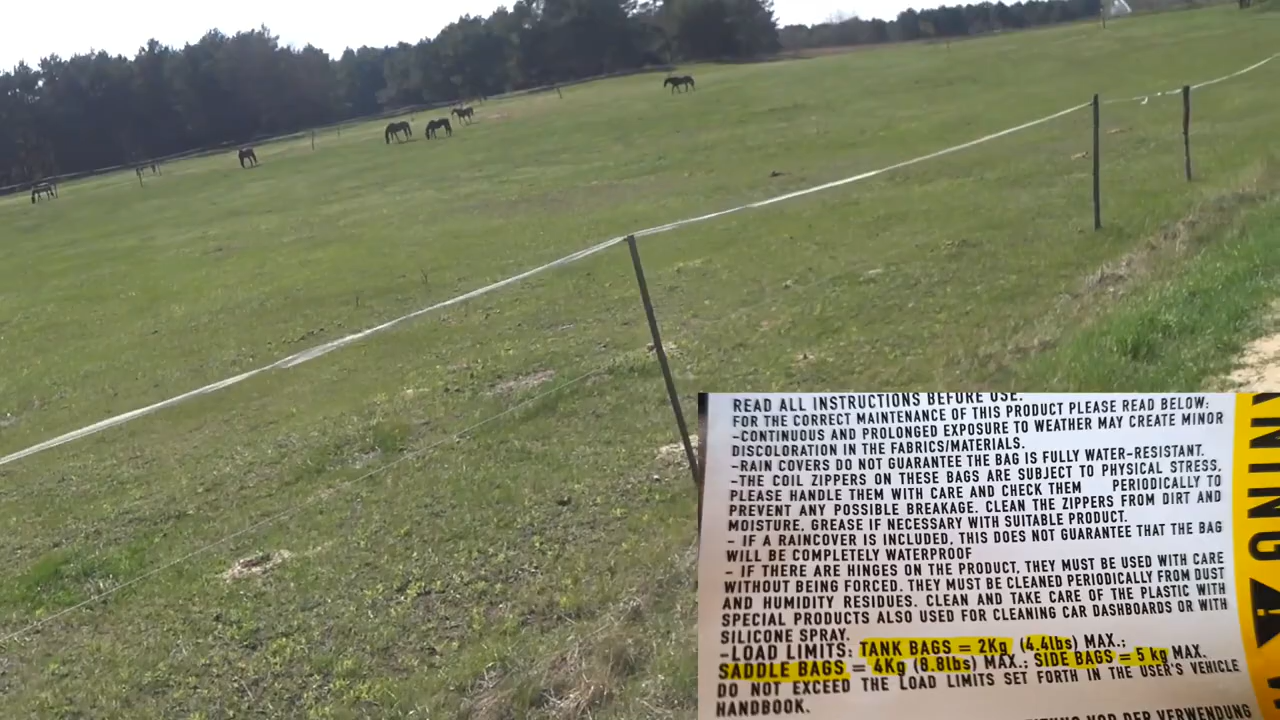 READ ALL INSTRUCTIONS BEFORE USE.
FOR THE CORRECT MAINTENANCE OF THIS PRODUCT PLEASE READ BELOW:
-CONTINUOUS AND PROLONGED EXPOSURE TO WEATHER MAY CREATE MINOR
DISCOLORATION IN THE FABRICS/MATERIALS.
-RAIN COVERS DO NOT GUARANTEE THE BAG IS FULLY WATER-RESISTANT.
-THE COIL ZIPPERS ON THESE BAGS ARE SUBJECT TO PHYSICAL STRESS,
PLEASE HANDLE THEM WITH CARE AND CHECK THEM PERIODICALLY TO
PREVENT ANY POSSIBLE BREAKAGE. CLEAN THE ZIPPERS FROM DIRT AND
MOISTURE, GREASE IF NECESSARY WITH SUITABLE PRODUCT.
- IF A RAINCOVER IS INCLUDED, THIS DOES NOT GUARANTEE THAT THE BAG
WILL BE COMPLETELY WATERPROOF
- IF THERE ARE HINGES ON THE PRODUCT, THEY MUST BE USED WITH CARE
WITHOUT BEING FORCED. THEY MUST BE CLEANED PERIODICALLY FROM DUST
AND HUMIDITY RESIDUES. CLEAN AND TAKE CARE OF THE PLASTIC WITH
SPECIAL PRODUCTS ALSO USED FOR CLEANING CAR DASHBOARDS OR WITH
SILICONE SPRAY.
-LOAD LIMITS: TANK BAGS = 2Kg (4.4lbs) MAX.;
SADDLE BAGS = 4Kg (8.8lbs) MAX.; SIDE BAGS = 5 kg MAX.
DO NOT EXCEED THE LOAD LIMITS SET FORTH IN THE USER'S VEHICLE
HANDBOOK.
VOR DER VERWENDUNG